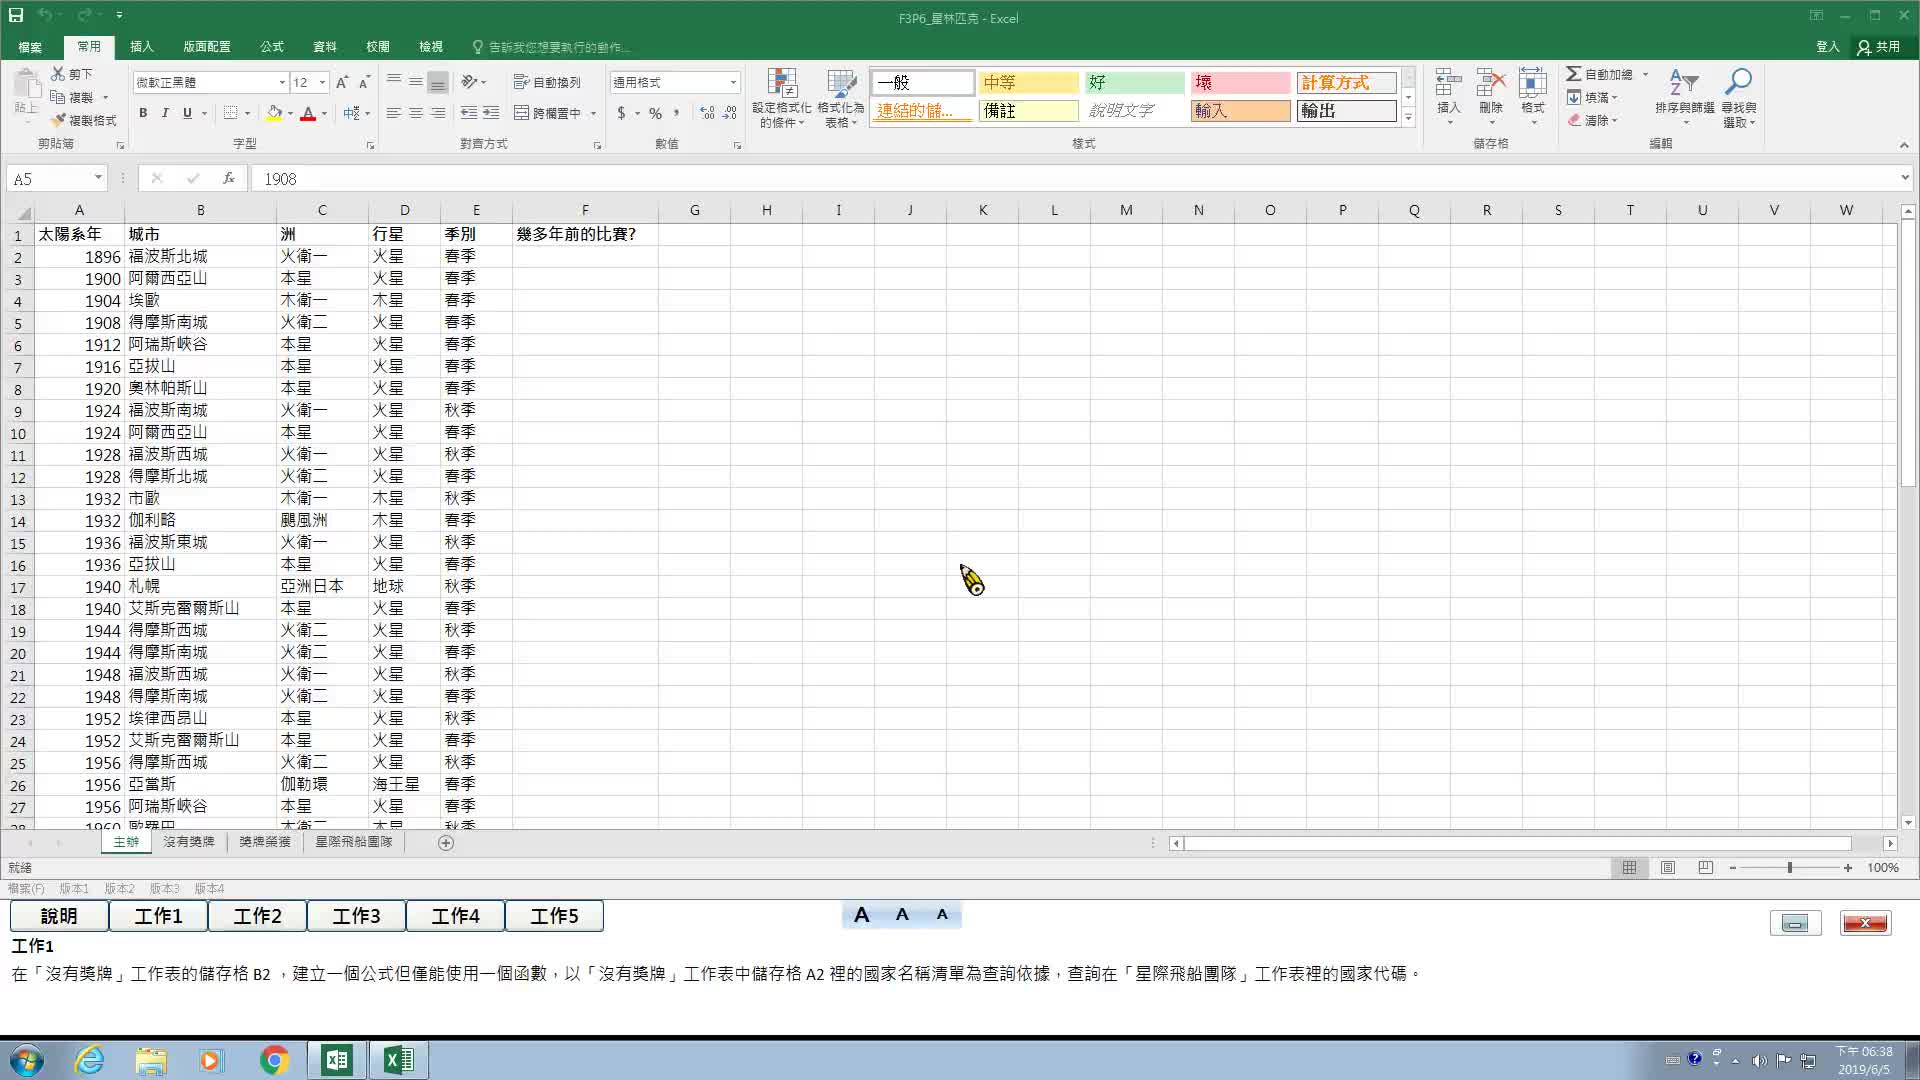 F3P6_星林匹克 - Excel
檔案 常用 插入 版面配置 公式 資料 校閱 檢視 告訴我您想要執行的動作... 登入 共用
貼上 剪下 複製 複製格式
微軟正黑體 12
B I U A
自動換列
跨欄置中
通用格式
$ % ,
設定格式化的條件 格式化為表格
一般 中等 好 壞 計算方式
連結的儲... 備註 說明文字 輸入 輸出
插入 刪除 格式
自動加總 填滿 清除
排序與篩選 尋找與選取
剪貼簿 字型 對齊方式 數值 樣式 儲存格 編輯
A5 fx 1908
A B C D E F G H I J K L M N O P Q R S T U V W
1 太陽系年 城市 洲 行星 季別 幾多年前的比賽?
2 1896 福波斯北城 火衛一 火星 春季
3 1900 阿爾西亞山 本星 火星 春季
4 1904 埃歐 木衛一 木星 春季
5 1908 得摩斯南城 火衛二 火星 春季
6 1912 阿瑞斯峽谷 本星 火星 春季
7 1916 亞拔山 本星 火星 春季
8 1920 奧林帕斯山 本星 火星 春季
9 1924 福波斯南城 火衛一 火星 秋季
10 1924 阿爾西亞山 本星 火星 春季
11 1928 福波斯西城 火衛一 火星 秋季
12 1928 得摩斯北城 火衛二 火星 春季
13 1932 市歐 木衛一 木星 秋季
14 1932 伽利略 颶風洲 木星 春季
15 1936 福波斯東城 火衛一 火星 秋季
16 1936 亞拔山 本星 火星 春季
17 1940 札幌 亞洲日本 地球 秋季
18 1940 艾斯克雷爾斯山 本星 火星 春季
19 1944 得摩斯西城 火衛二 火星 秋季
20 1944 得摩斯南城 火衛二 火星 春季
21 1948 福波斯西城 火衛一 火星 秋季
22 1948 得摩斯南城 火衛二 火星 春季
23 1952 埃律西昂山 本星 火星 秋季
24 1952 艾斯克雷爾斯山 本星 火星 春季
25 1956 得摩斯西城 火衛二 火星 秋季
26 1956 亞當斯 伽勒環 海王星 春季
27 1956 阿瑞斯峽谷 本星 火星 春季
28 1960 歐羅巴 木衛二 木星 秋季
主辦 沒有獎牌 獎牌榮獲 星際飛船團隊
就緒 100%
檔案(F) 版本1 版本2 版本3 版本4
說明 工作1 工作2 工作3 工作4 工作5 A A A
工作1
在「沒有獎牌」工作表的儲存格 B2 ，建立一個公式但僅能使用一個函數，以「沒有獎牌」工作表中儲存格 A2 裡的國家名稱清單為查詢依據，查詢在「星際飛船團隊」工作表裡的國家代碼。
下午 06:38
2019/6/5